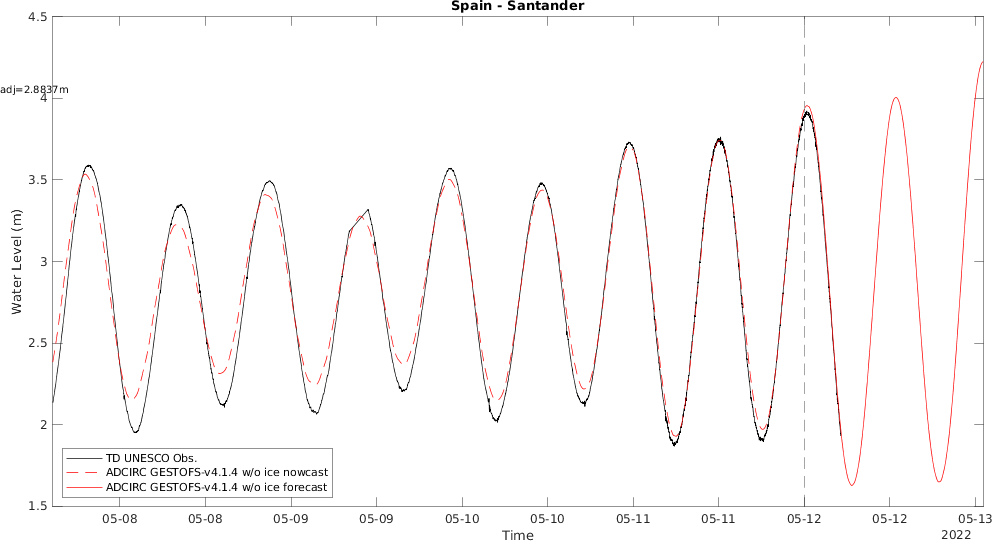 Spain - Santander
4.5
adj=2.8837m
4
3.5
3
2.5
2
1.5
Water Level (m)
TD UNESCO Obs.
ADCIRC GESTOFS-v4.1.4 w/o ice nowcast
ADCIRC GESTOFS-v4.1.4 w/o ice forecast
05-08 05-08 05-09 05-09 05-10 05-10 05-11 05-11 05-12 05-12 05-13
Time
2022